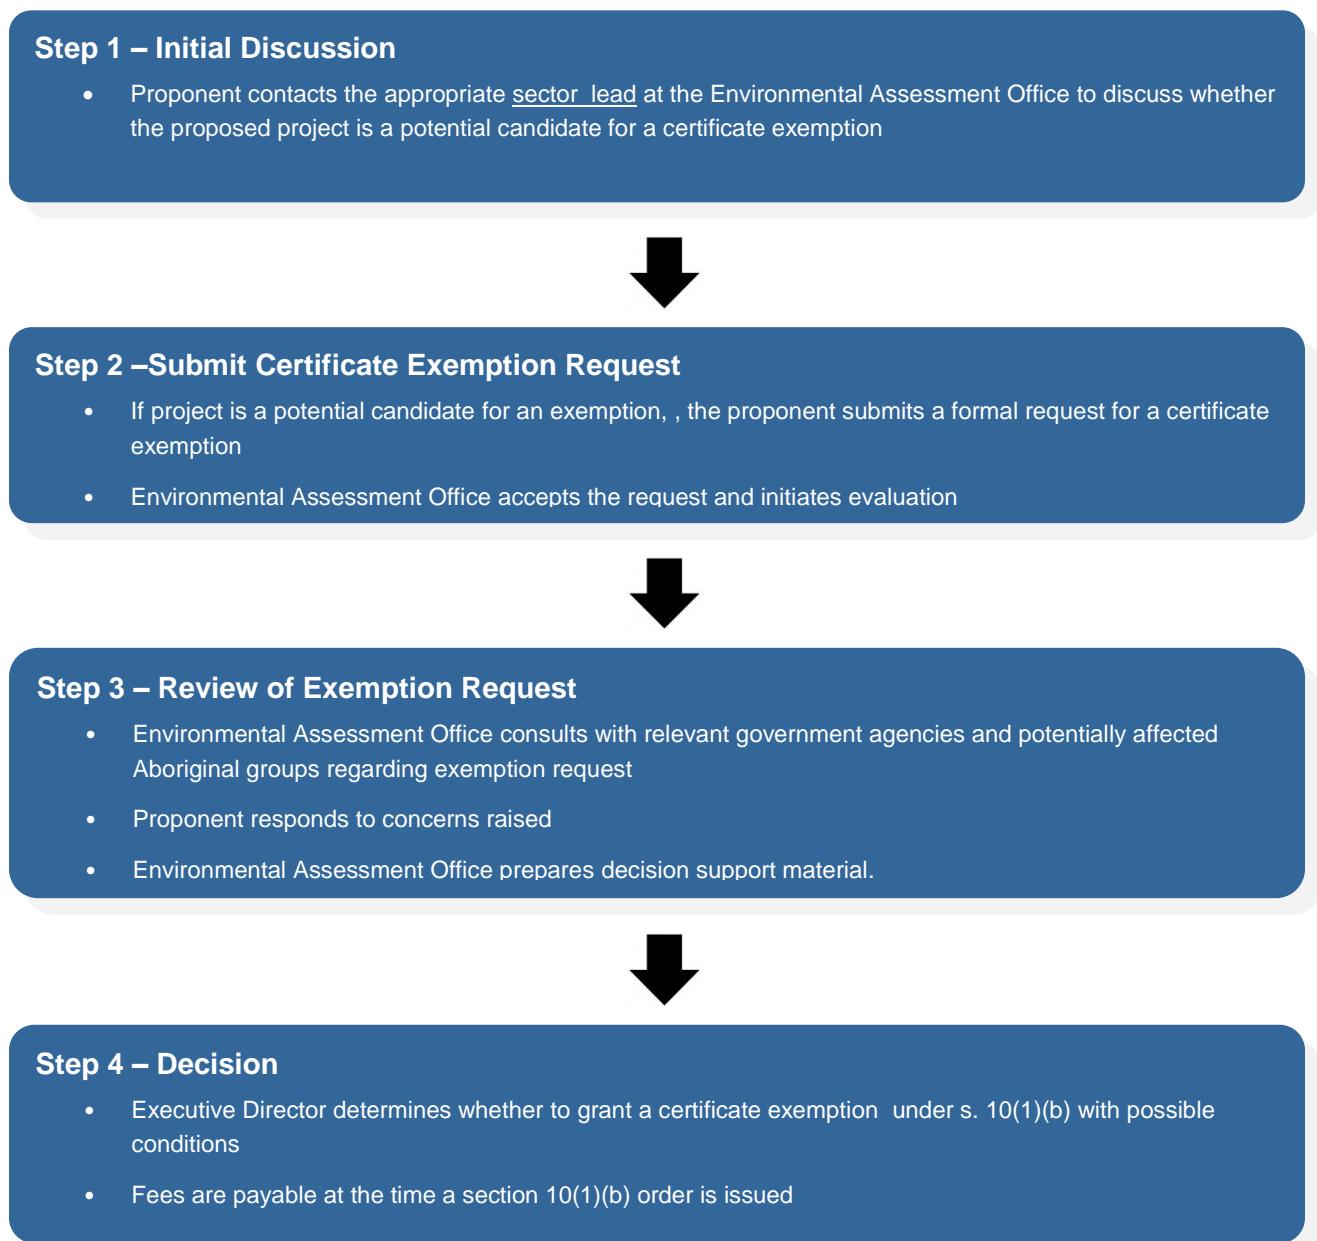 Step 1 – Initial Discussion
• Proponent contacts the appropriate sector  lead at the Environmental Assessment Office to discuss whether
the proposed project is a potential candidate for a certificate exemption
Step 2 –Submit Certificate Exemption Request
• If project is a potential candidate for an exemption, , the proponent submits a formal request for a certificate
exemption
• Environmental Assessment Office accepts the request and initiates evaluation
Step 3 – Review of Exemption Request
• Environmental Assessment Office consults with relevant government agencies and potentially affected
Aboriginal groups regarding exemption request
• Proponent responds to concerns raised
• Environmental Assessment Office prepares decision support material.
Step 4 – Decision
• Executive Director determines whether to grant a certificate exemption  under s. 10(1)(b) with possible
conditions
• Fees are payable at the time a section 10(1)(b) order is issued